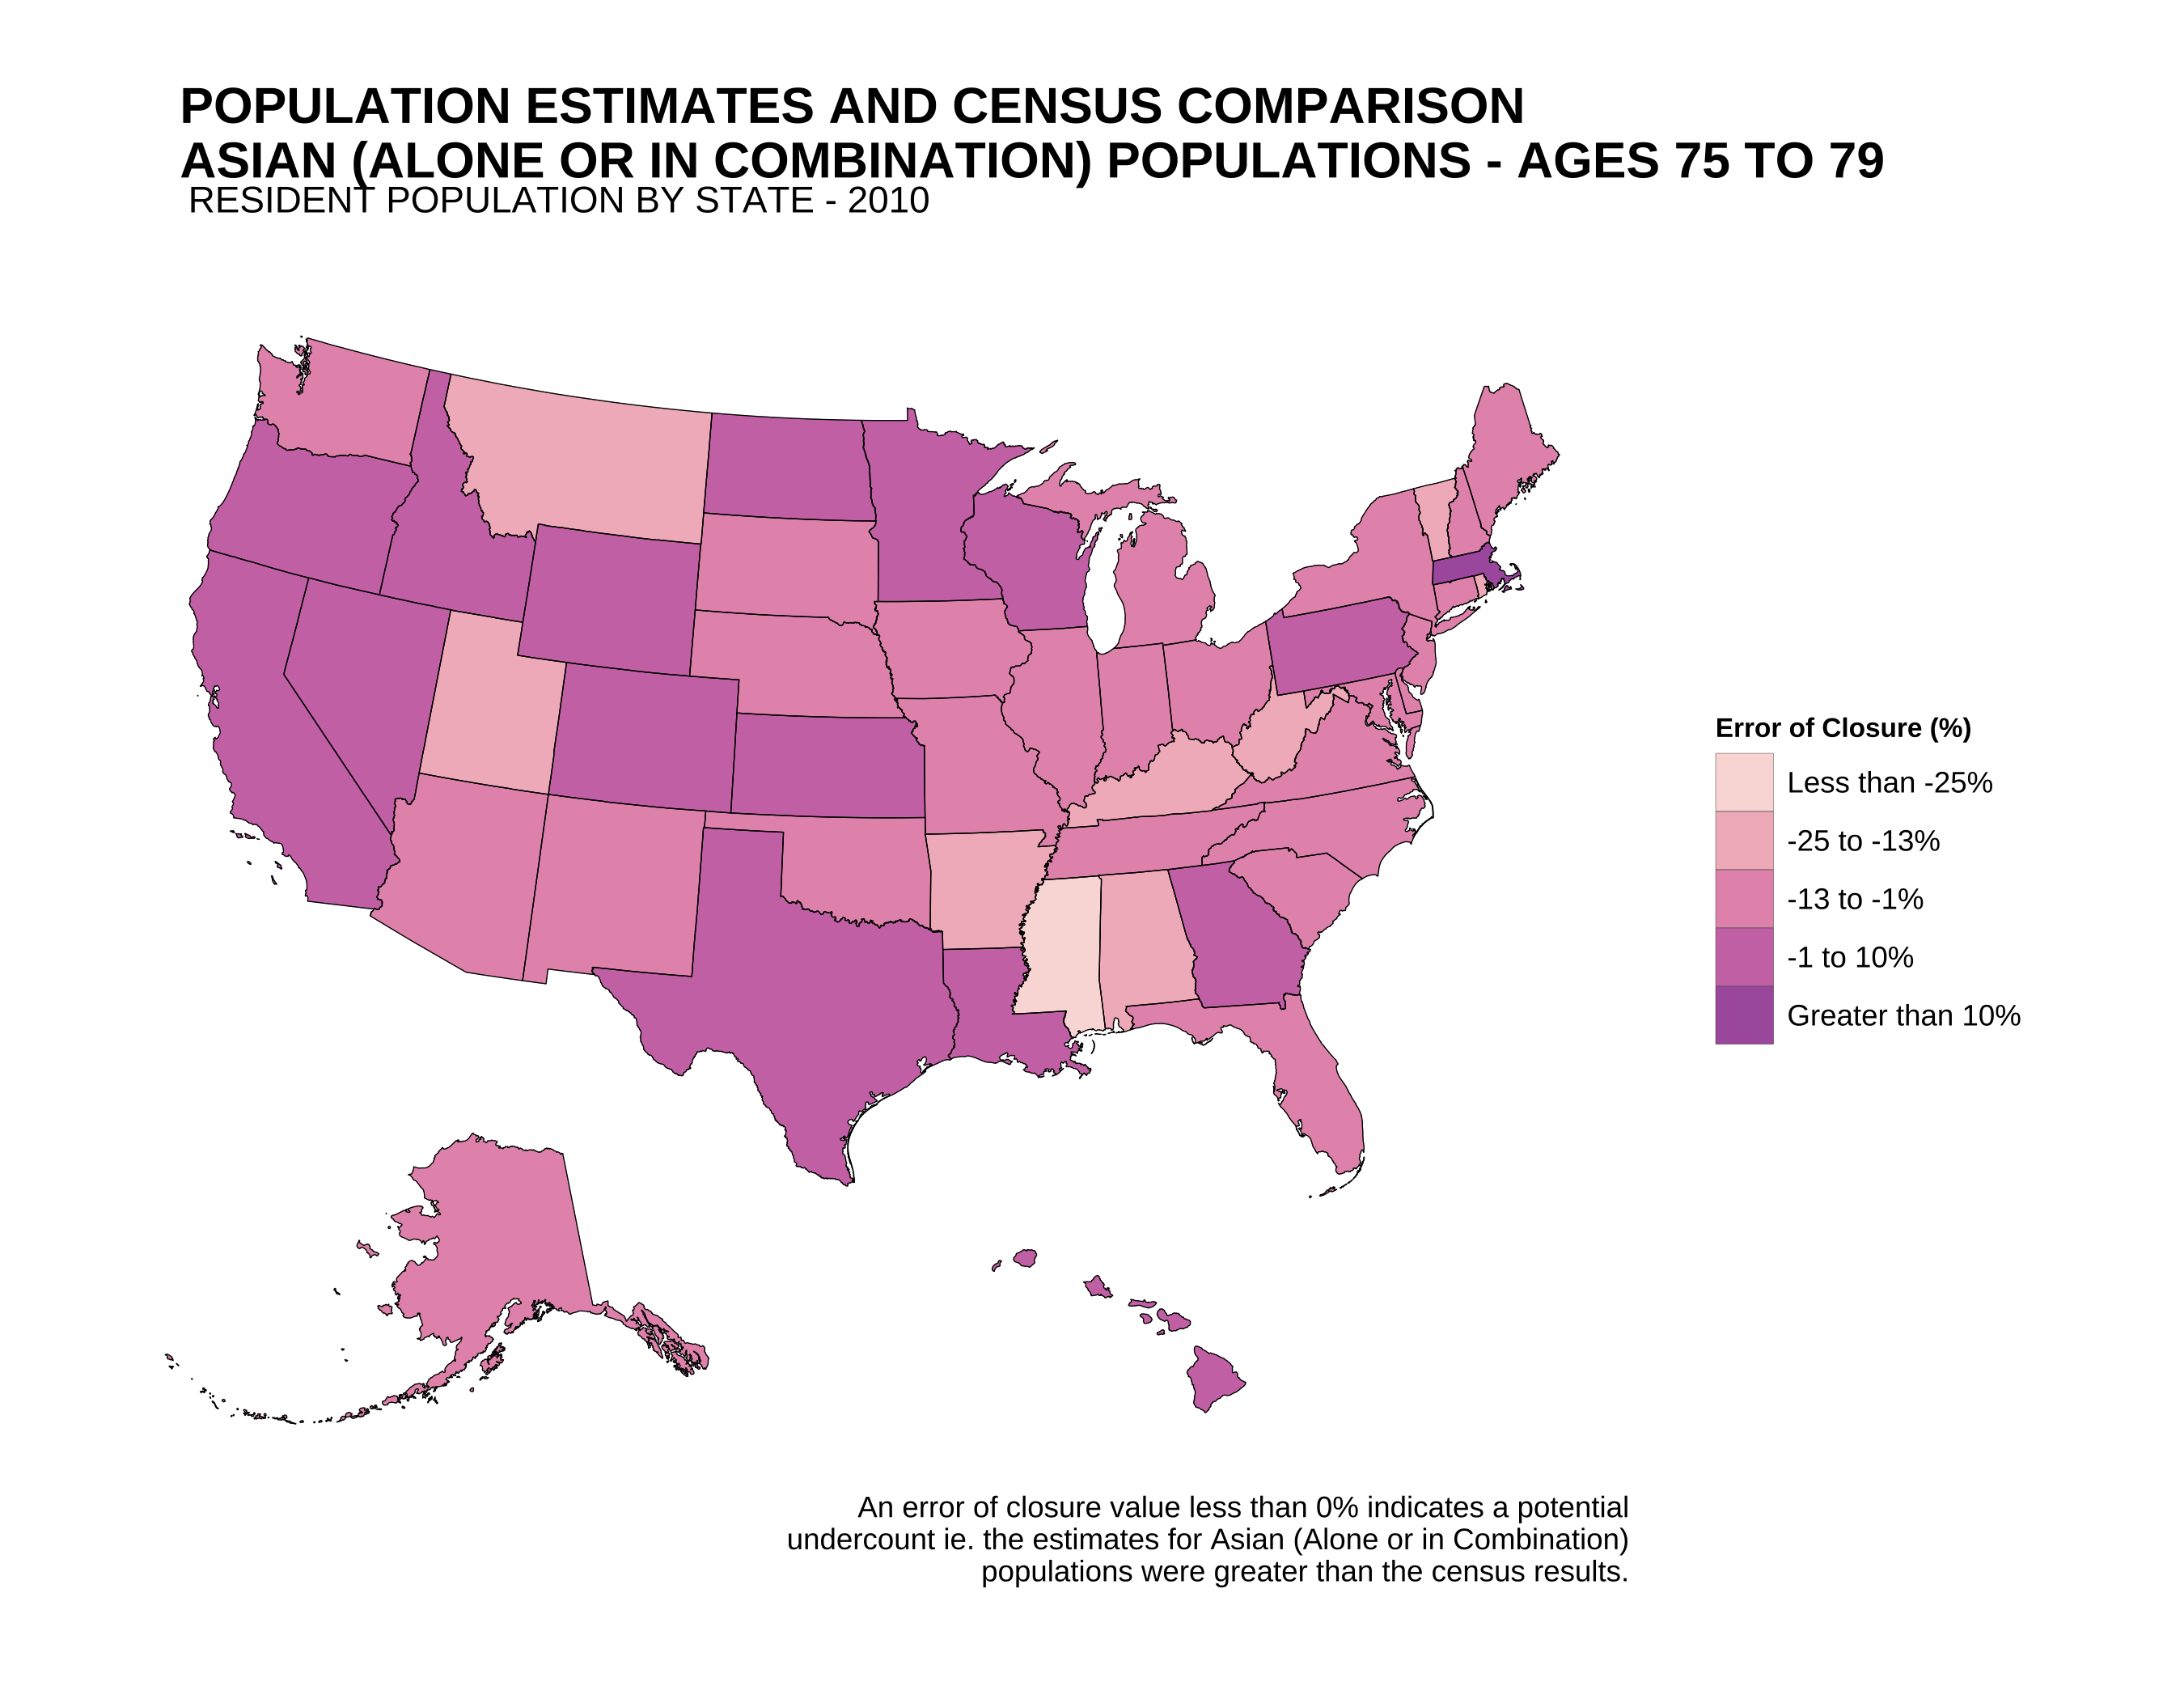 POPULATION ESTIMATES AND CENSUS COMPARISON
ASIAN (ALONE OR IN COMBINATION) POPULATIONS - AGES 75 TO 79
RESIDENT POPULATION BY STATE - 2010
Error of Closure (%)
Less than -25%
-25 to -13%
-13 to -1%
-1 to 10%
Greater than 10%
An error of closure value less than 0% indicates a potential
undercount ie. the estimates for Asian (Alone or in Combination)
populations were greater than the census results.